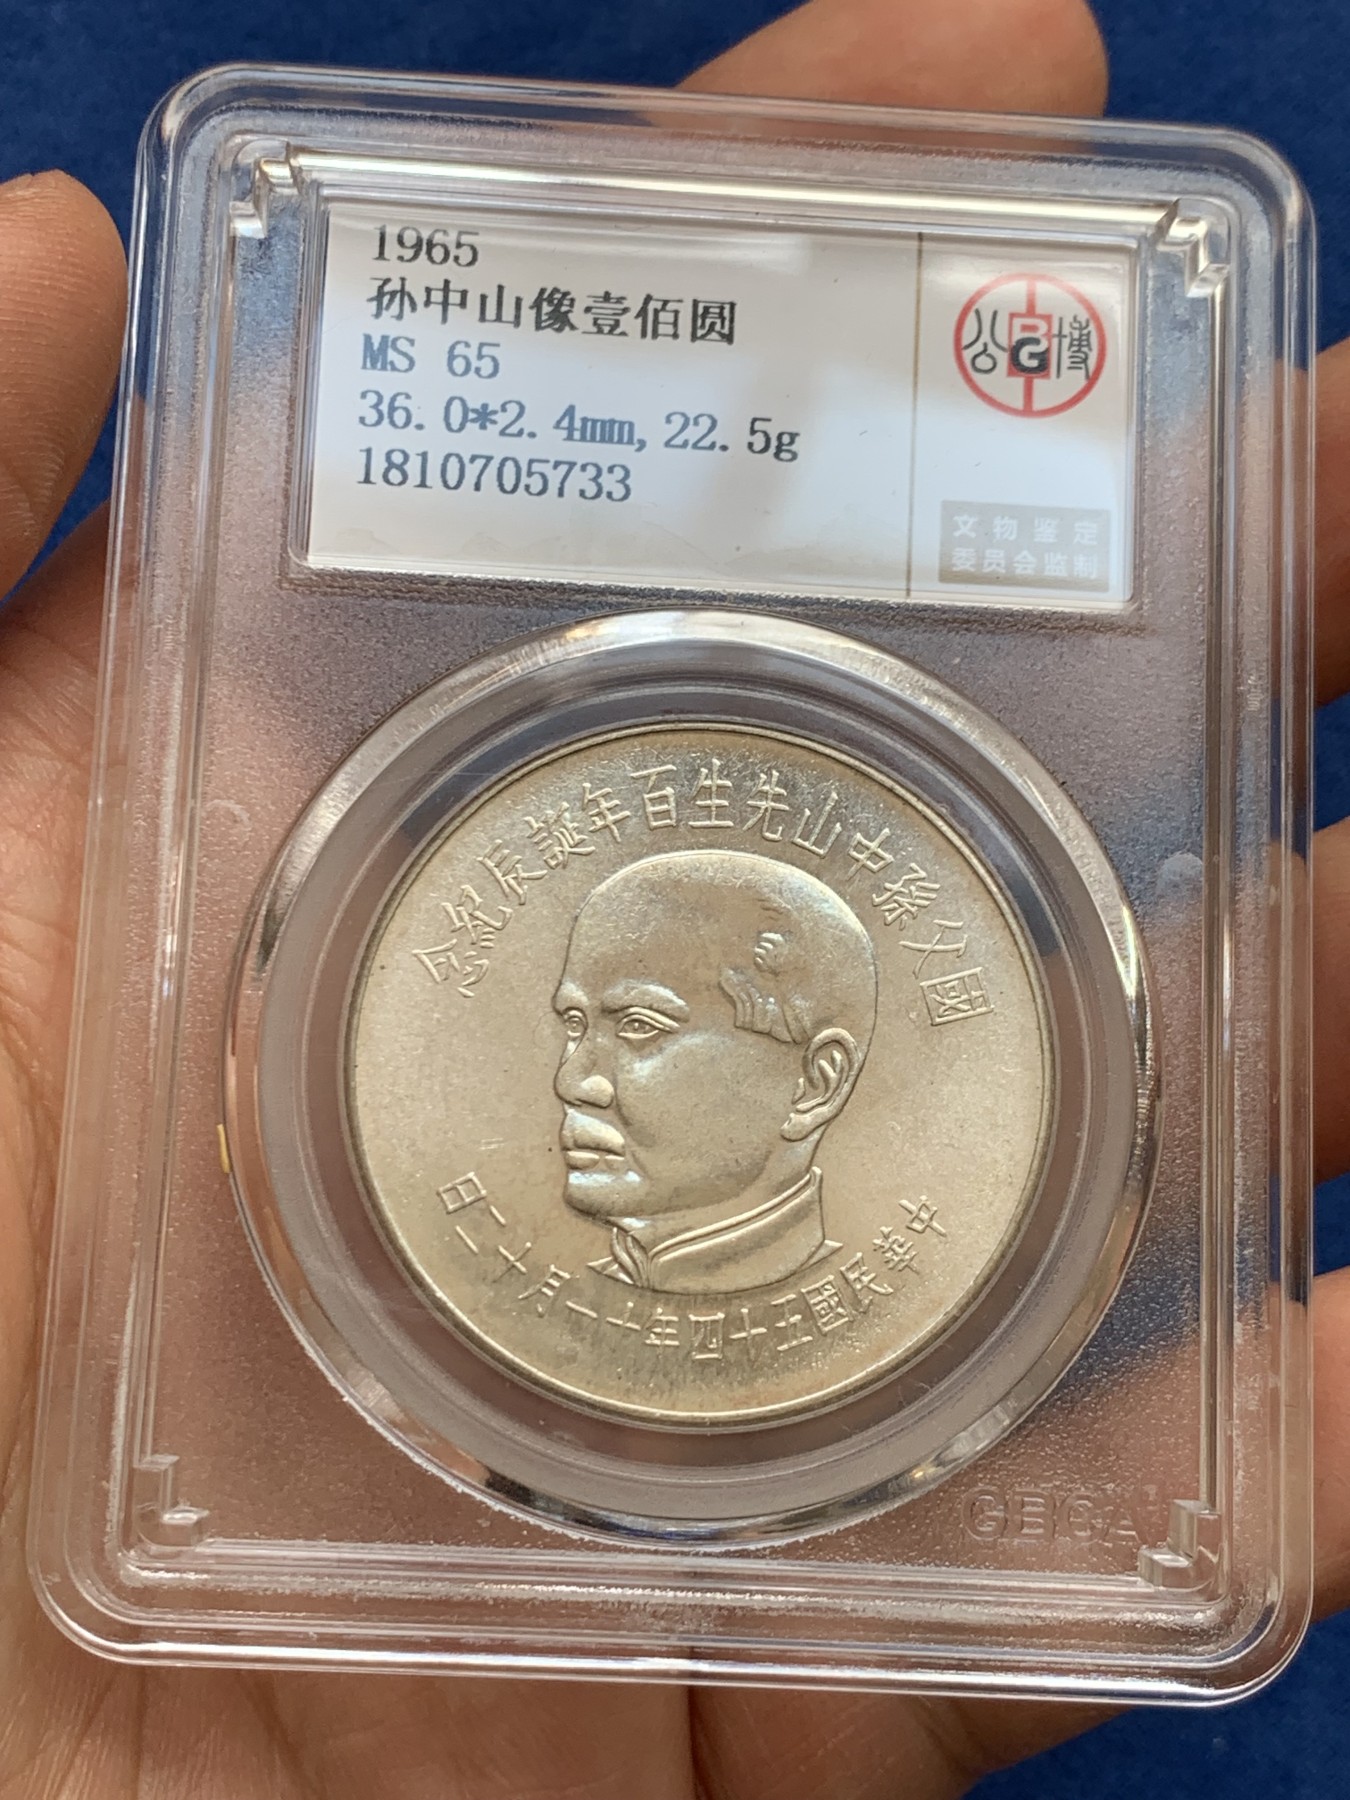 1965
孙中山像壹佰圆
MS 65
36.0*2.4mm,22.5g
1810705733
公博
BG
文物鉴定
委员会监制
國父孫中山先生百年誕辰紀念
中華民國五十四年十一月十二日
GBCA